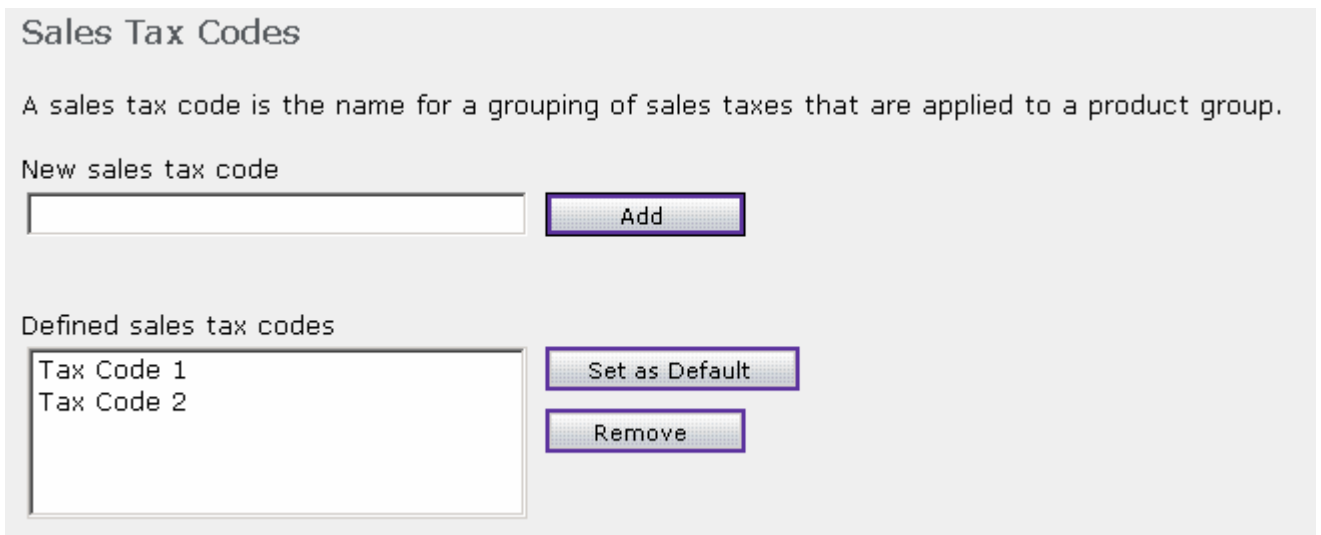 Sales Tax Codes
A sales tax code is the name for a grouping of sales taxes that are applied to a product group.
New sales tax code
Add
Defined sales tax codes
Tax Code 1
Set as Default
Tax Code 2
Remove